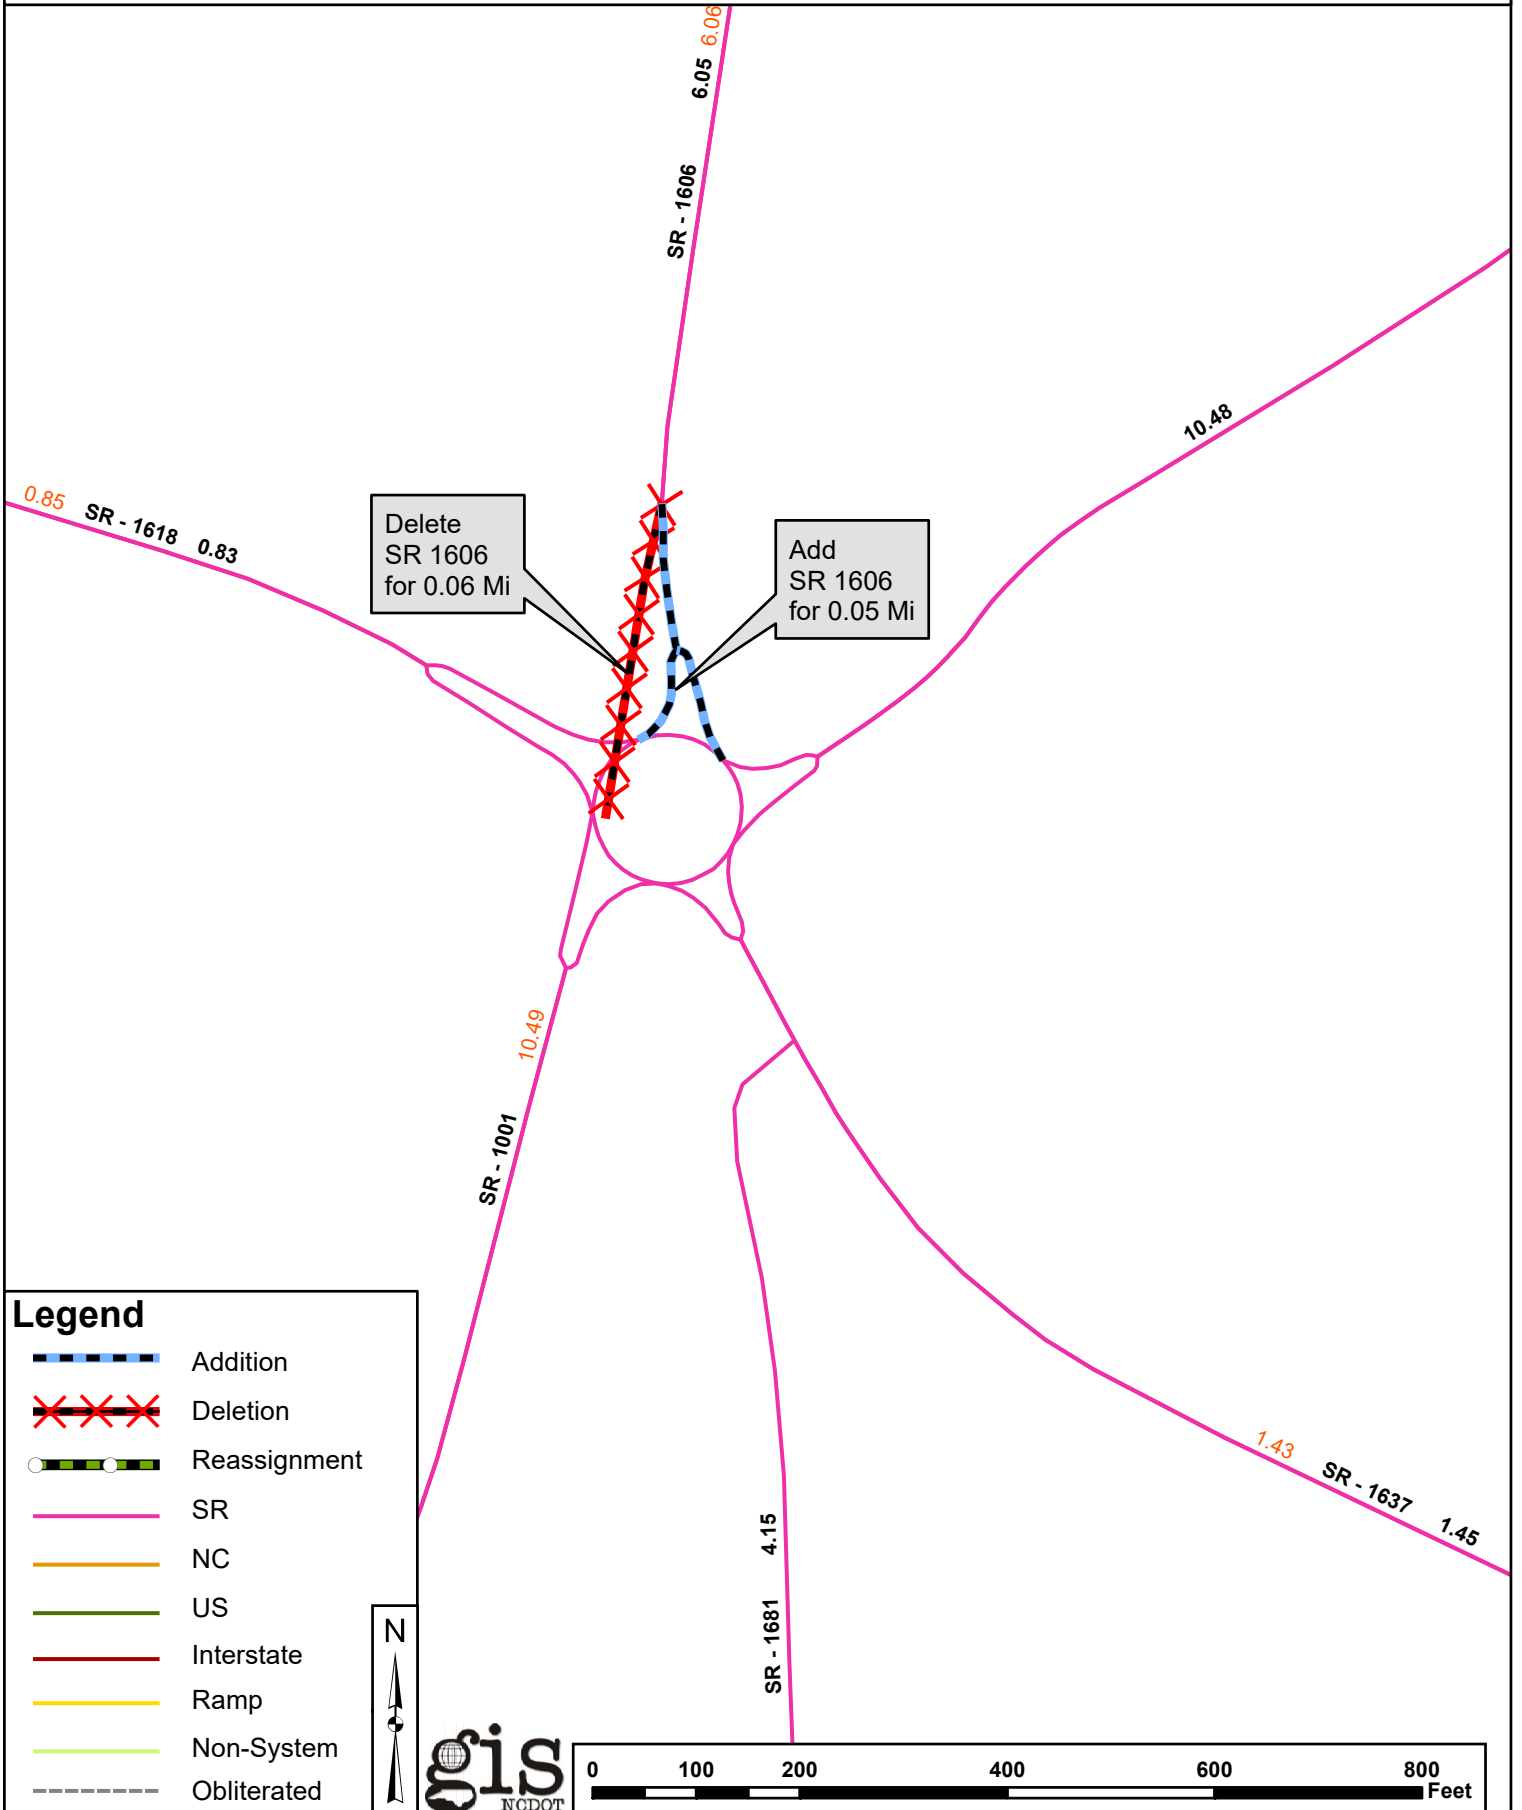 6.06
6.05
SR - 1606
10.48
0.85 SR - 1618 0.83
Delete
SR 1606
for 0.06 Mi
Add
SR 1606
for 0.05 Mi
10.49
SR - 1001
1.43 SR - 1637 1.45
4.15
SR - 1681
Legend
Addition
Deletion
Reassignment
SR
NC
US
Interstate
Ramp
Non-System
Obliterated
N
gis
NCDOT
0 100 200 400 600 800
Feet